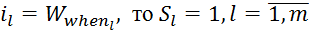 i_l = W_{when_l}, то S_l = 1, l = \overline{1, m}